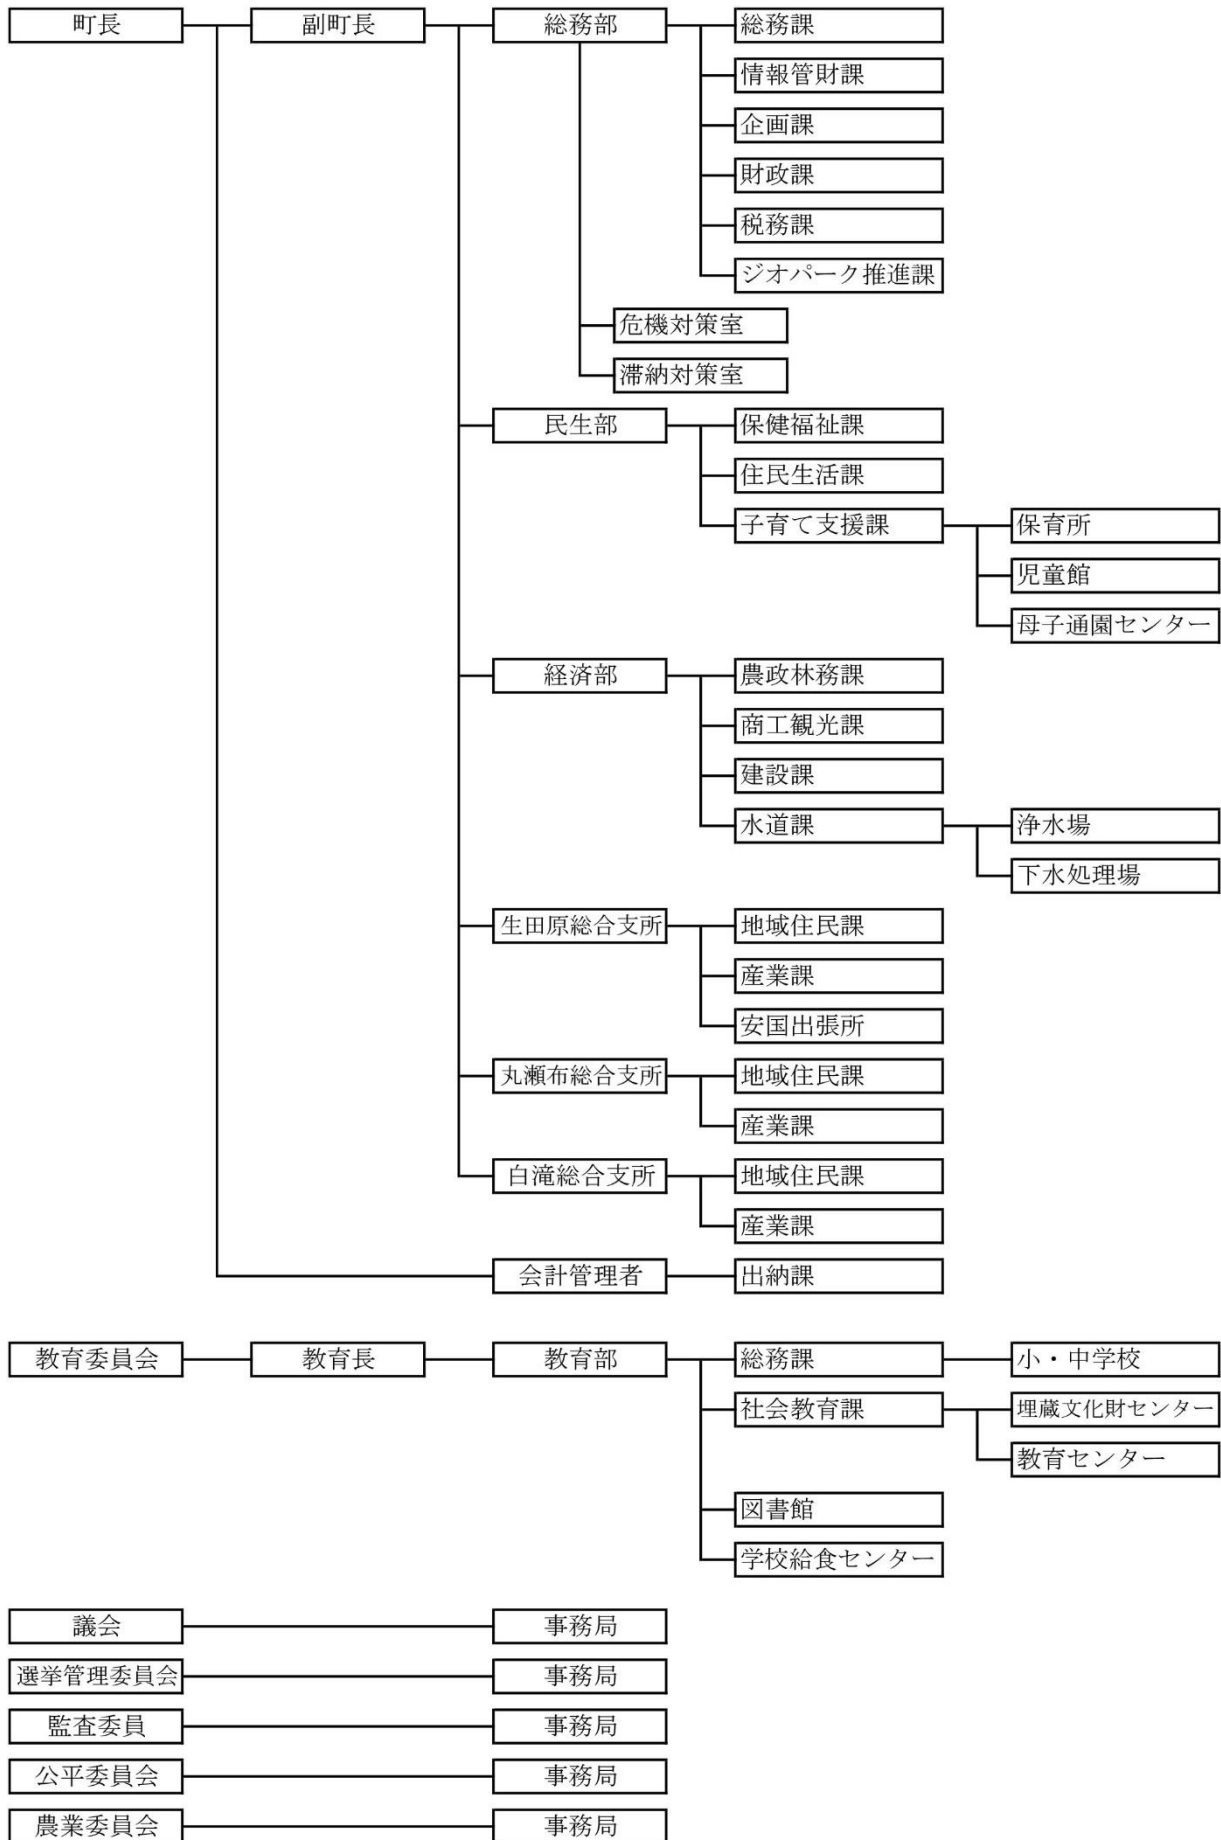 町長 副町長 総務部 総務課
情報管財課
企画課
財政課
税務課
ジオパーク推進課
危機対策室
滞納対策室
民生部 保健福祉課
住民生活課
子育て支援課 保育所
児童館
母子通園センター
経済部 農政林務課
商工観光課
建設課
水道課 浄水場
下水処理場
生田原総合支所 地域住民課
産業課
安国出張所
丸瀬布総合支所 地域住民課
産業課
白滝総合支所 地域住民課
産業課
会計管理者 出納課
教育委員会 教育長 教育部 総務課 小・中学校
社会教育課 埋蔵文化財センター
教育センター
図書館
学校給食センター
議会 事務局
選挙管理委員会 事務局
監査委員 事務局
公平委員会 事務局
農業委員会 事務局